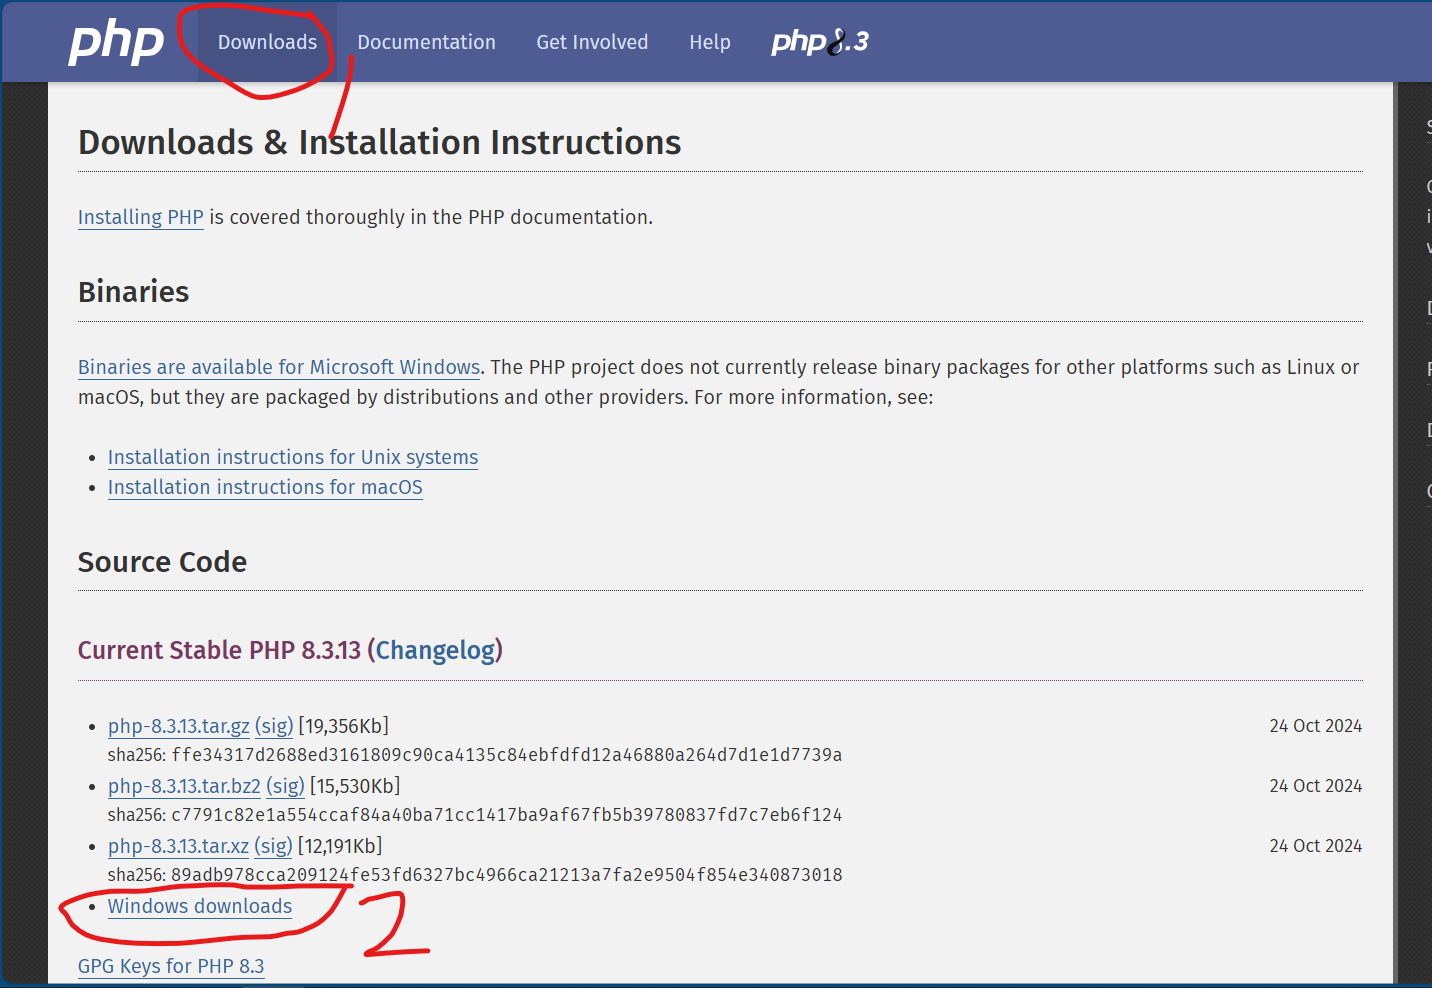 php Downloads Documentation Get Involved Help php8.3
1
Downloads & Installation Instructions
Installing PHP is covered thoroughly in the PHP documentation.
Binaries
Binaries are available for Microsoft Windows. The PHP project does not currently release binary packages for other platforms such as Linux or
macOS, but they are packaged by distributions and other providers. For more information, see:
• Installation instructions for Unix systems
• Installation instructions for macOS
Source Code
Current Stable PHP 8.3.13 (Changelog)
• php-8.3.13.tar.gz (sig) [19,356Kb] 24 Oct 2024
sha256: ffe34317d2688ed3161809c90ca4135c84ebfdfd12a46880a264d7d1e1d7739a
• php-8.3.13.tar.bz2 (sig) [15,530Kb] 24 Oct 2024
sha256: c7791c82e1a554ccaf84a40ba71cc1417ba9af67fb5b39780837fd7c7eb6f124
• php-8.3.13.tar.xz (sig) [12,191Kb] 24 Oct 2024
sha256: 89adb978cca209124fe53fd6327bc4966ca21213a7fa2e9504f854e340873018
• Windows downloads
2
GPG Keys for PHP 8.3